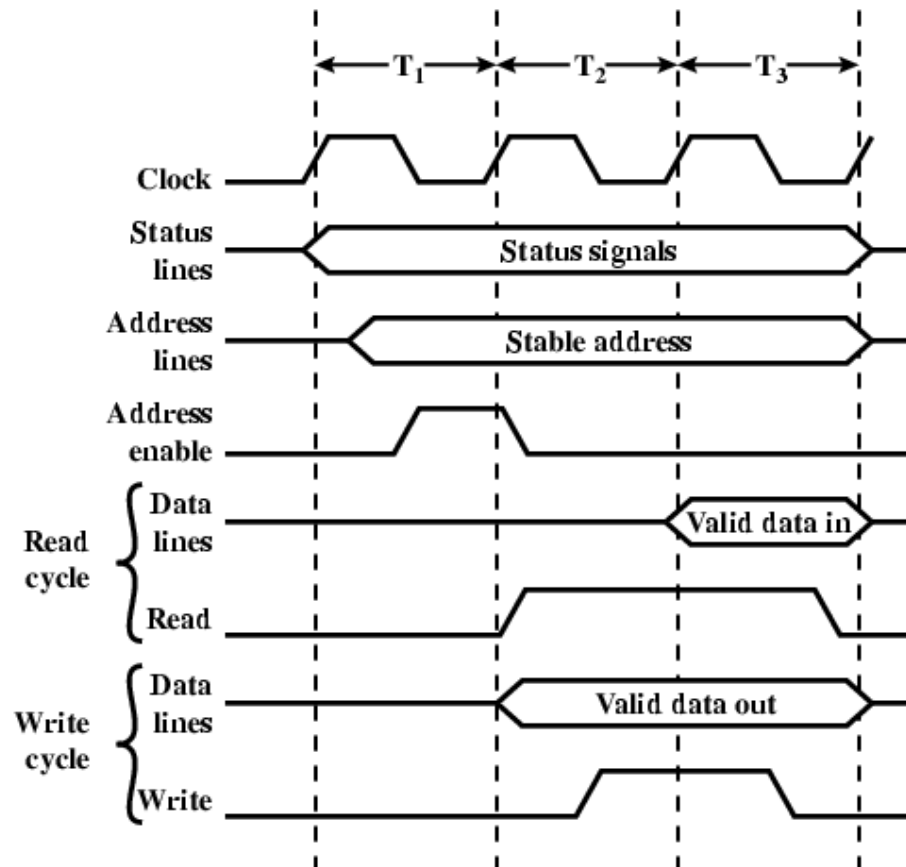 T1
T2
T3
Clock
Status
lines
Status signals
Address
lines
Stable address
Address
enable
Read
cycle
Data
lines
Valid data in
Read
Write
cycle
Data
lines
Valid data out
Write